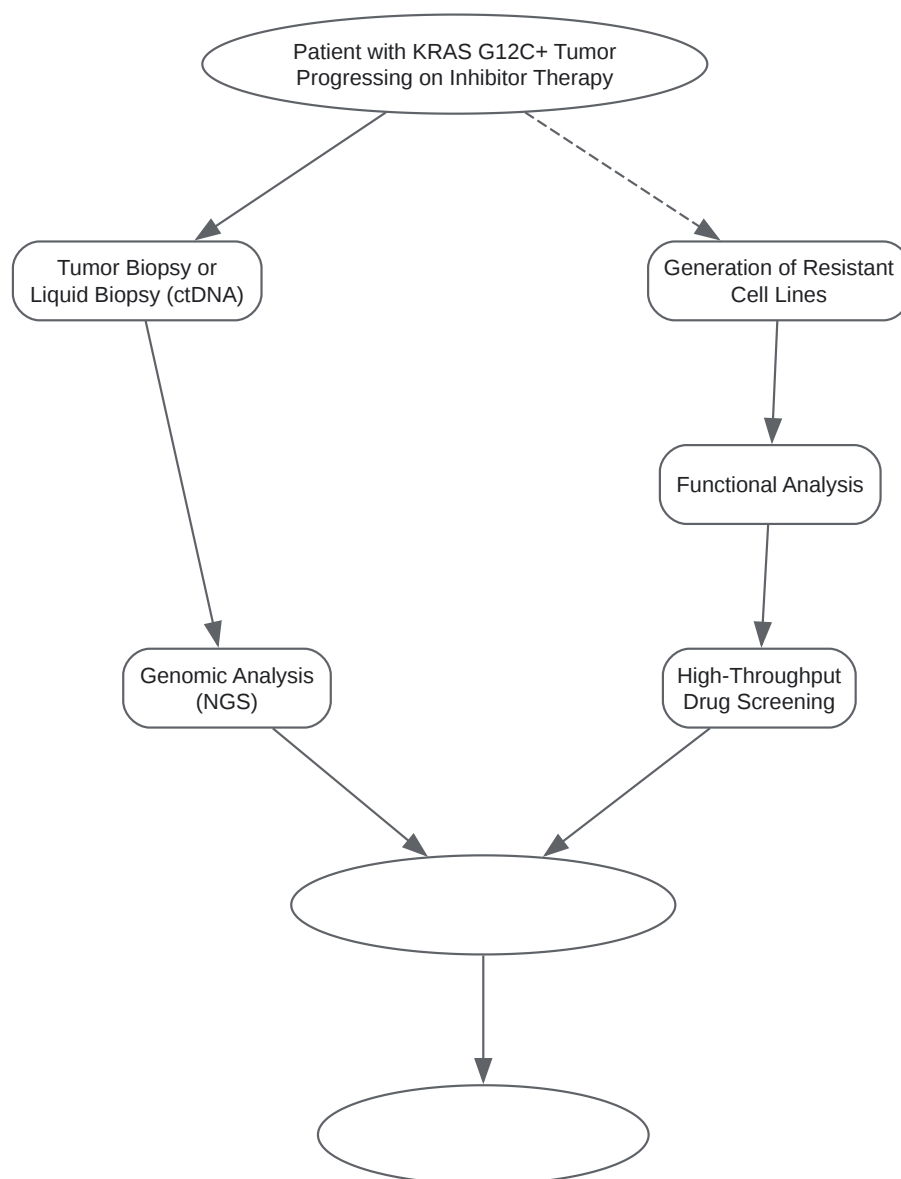 Patient with KRAS G12C+ Tumor
Progressing on Inhibitor Therapy
Tumor Biopsy or
Liquid Biopsy (ctDNA)
Generation of Resistant
Cell Lines
Functional Analysis
Genomic Analysis
(NGS)
High-Throughput
Drug Screening